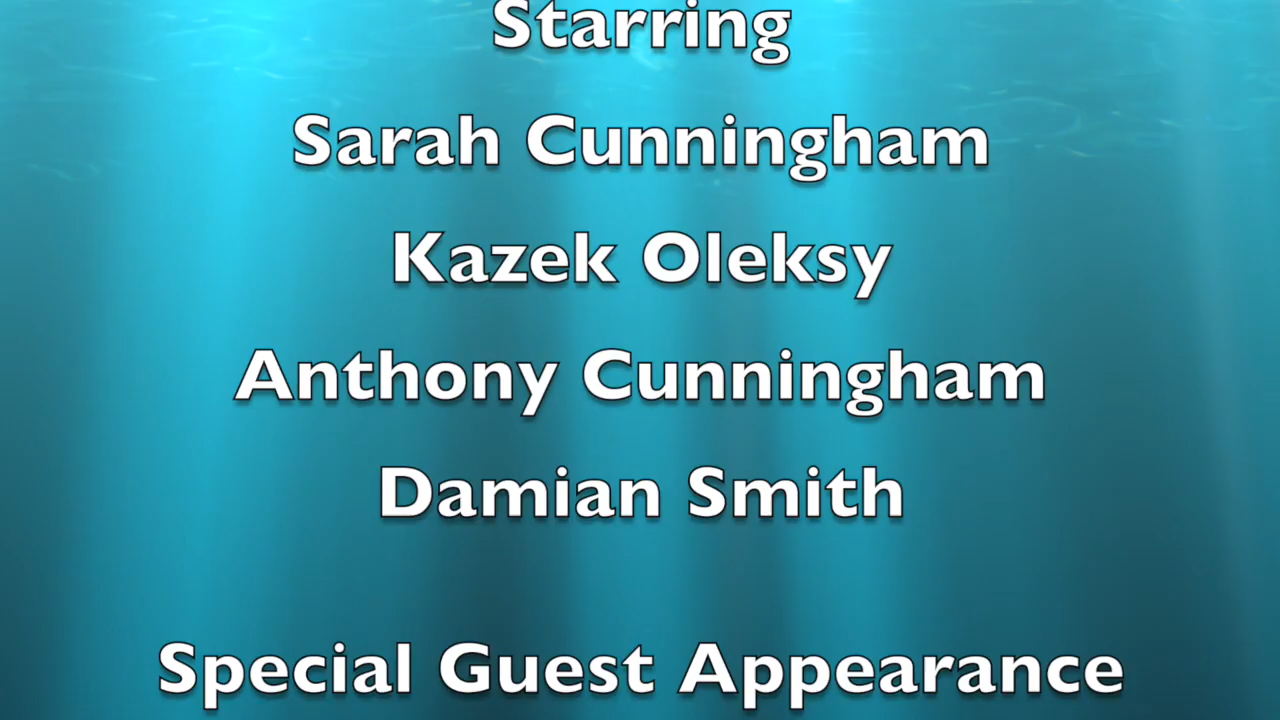 Starring
Sarah Cunningham
Kazek Oleksy
Anthony Cunningham
Damian Smith
Special Guest Appearance